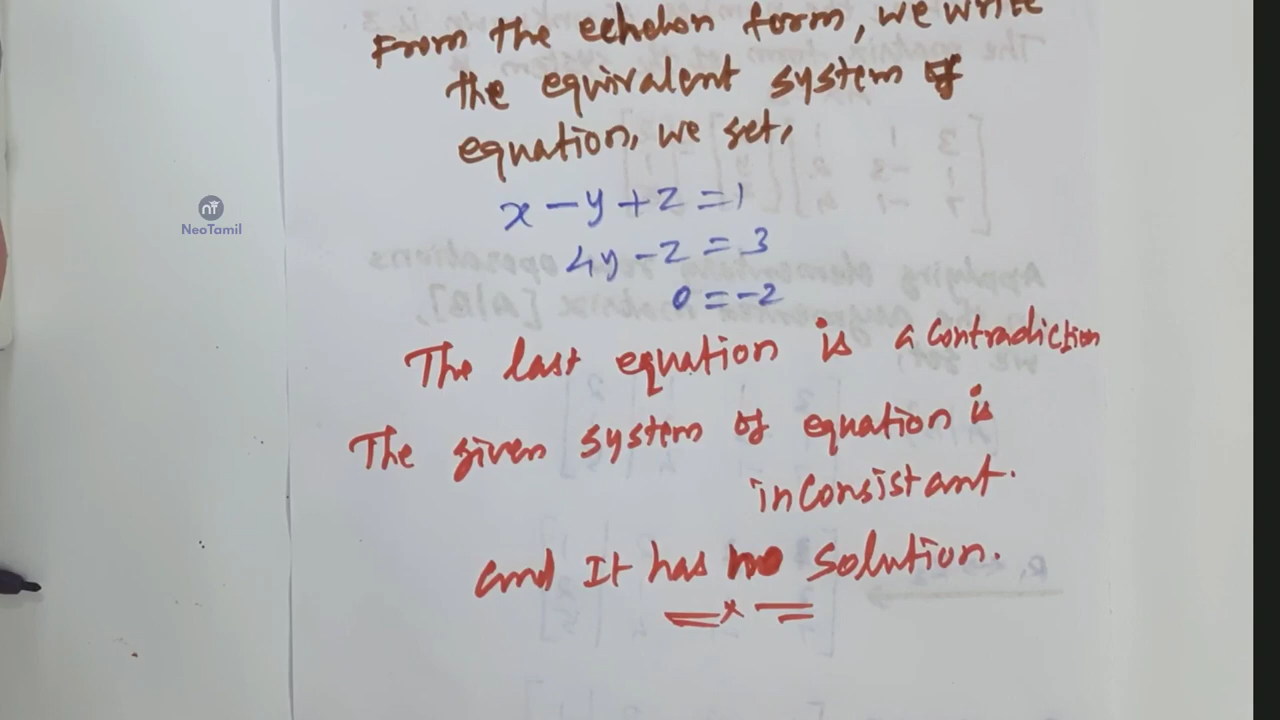 From the echelon form, we write
the equivalent system of
equation, we get,
x - y + z = 1
4y - z = 3
0 = -2
NeoTamil
The last equation is a contradiction
The given system of equation is
inconsistant.
and It has no solution.